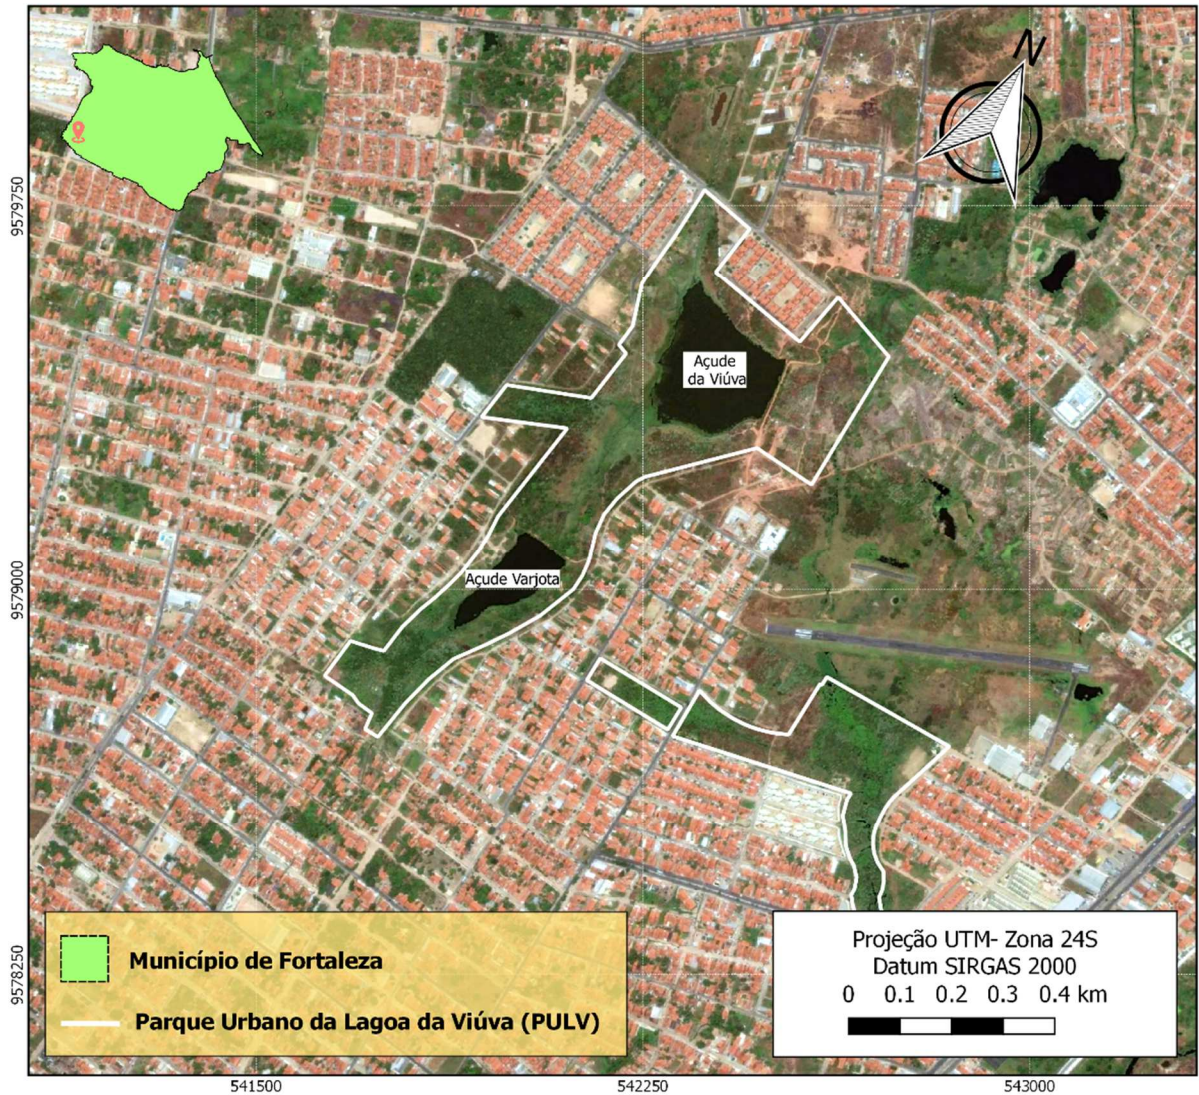 N
9579750
9579000
9578250
Açude
da Viúva
Açude Varjota
Município de Fortaleza
Parque Urbano da Lagoa da Viúva (PULV)
Projeção UTM- Zona 24S
Datum SIRGAS 2000
0 0.1 0.2 0.3 0.4 km
541500 542250 543000